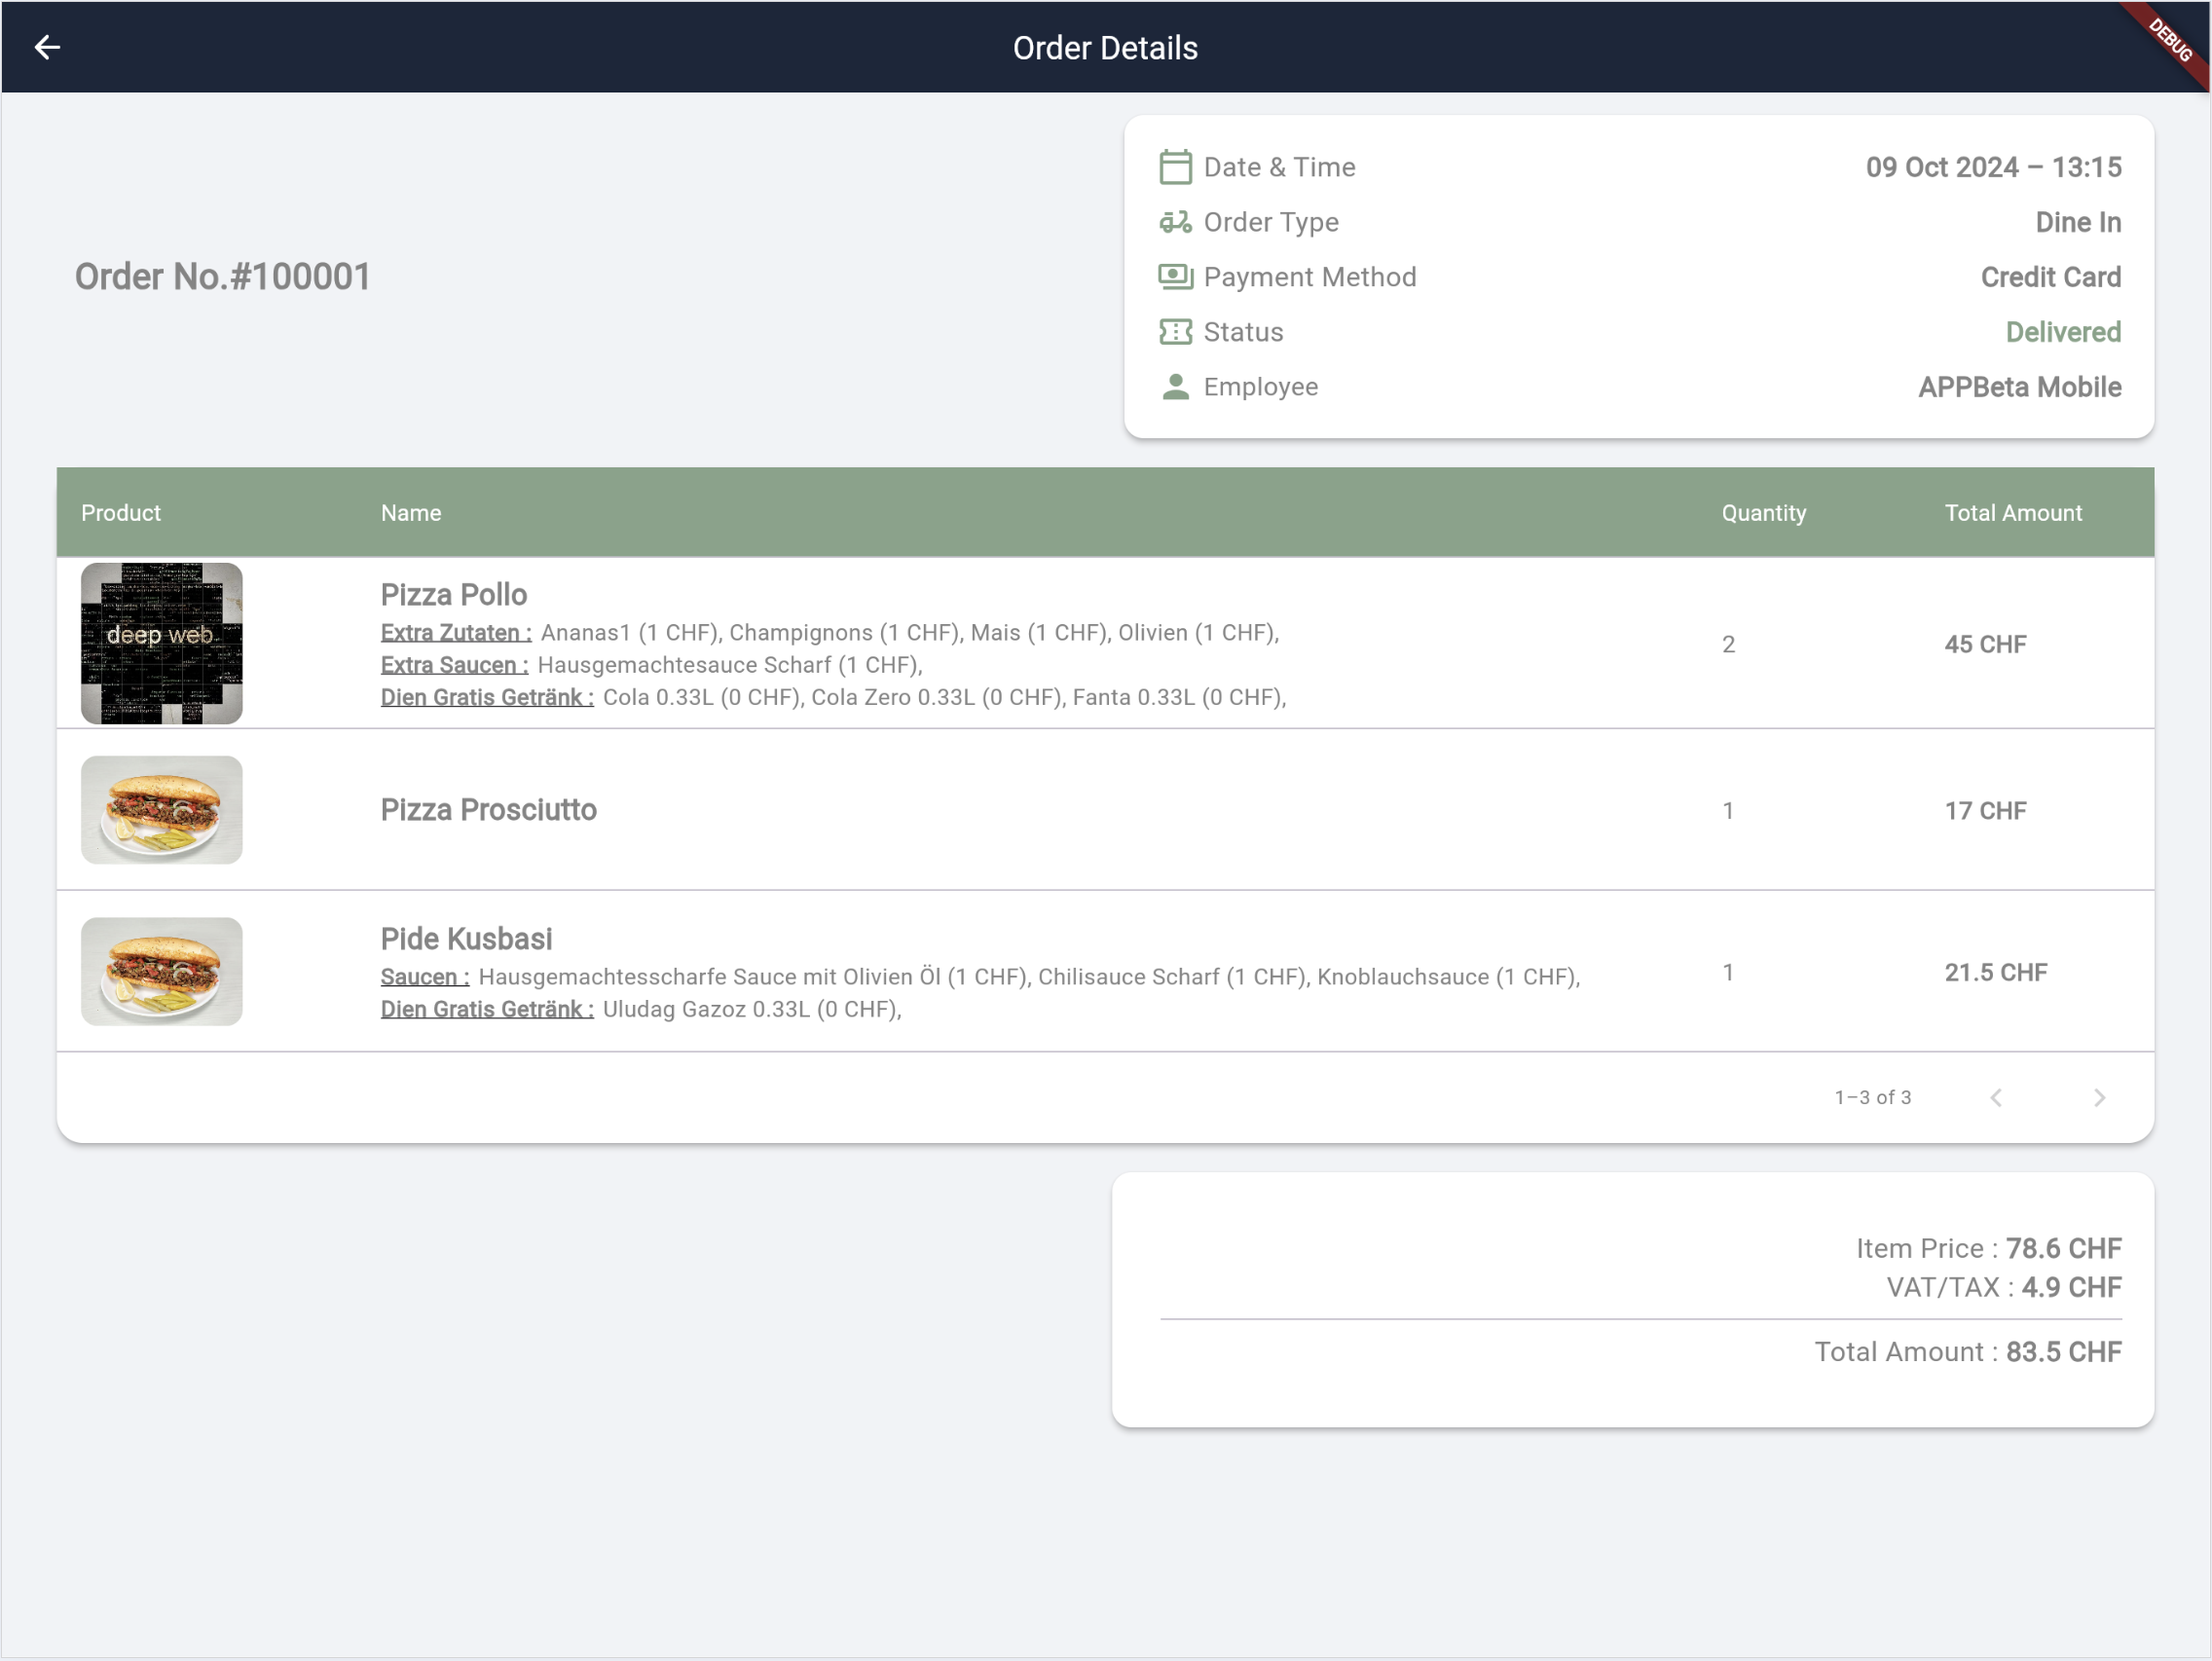 Order Details
DEBUG
Order No.#100001
Date & Time 09 Oct 2024 – 13:15
Order Type Dine In
Payment Method Credit Card
Status Delivered
Employee APPBeta Mobile
Product Name Quantity Total Amount
deep web
Pizza Pollo
Extra Zutaten : Ananas1 (1 CHF), Champignons (1 CHF), Mais (1 CHF), Olivien (1 CHF),
Extra Saucen : Hausgemachtesauce Scharf (1 CHF),
Dien Gratis Getränk : Cola 0.33L (0 CHF), Cola Zero 0.33L (0 CHF), Fanta 0.33L (0 CHF),
2 45 CHF
Pizza Prosciutto 1 17 CHF
Pide Kusbasi
Saucen : Hausgemachtesscharfe Sauce mit Olivien Öl (1 CHF), Chilisauce Scharf (1 CHF), Knoblauchsauce (1 CHF),
Dien Gratis Getränk : Uludag Gazoz 0.33L (0 CHF),
1 21.5 CHF
1–3 of 3
Item Price : 78.6 CHF
VAT/TAX : 4.9 CHF
Total Amount : 83.5 CHF